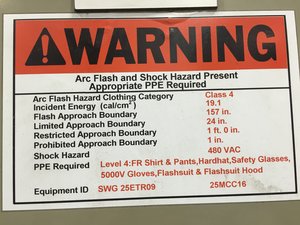 WARNING
Arc Flash and Shock Hazard Present
Appropriate PPE Required
Arc Flash Hazard Clothing Category Class 4
Incident Energy (cal/cm²) 19.1
Flash Approach Boundary 157 in.
Limited Approach Boundary 24 in.
Restricted Approach Boundary 1 ft. 0 in.
Prohibited Approach Boundary 1 in.
Shock Hazard 480 VAC
PPE Required Level 4:FR Shirt & Pants,Hardhat,Safety Glasses,
5000V Gloves,Flashsuit & Flashsuit Hood
Equipment ID SWG 25ETR09 25MCC16